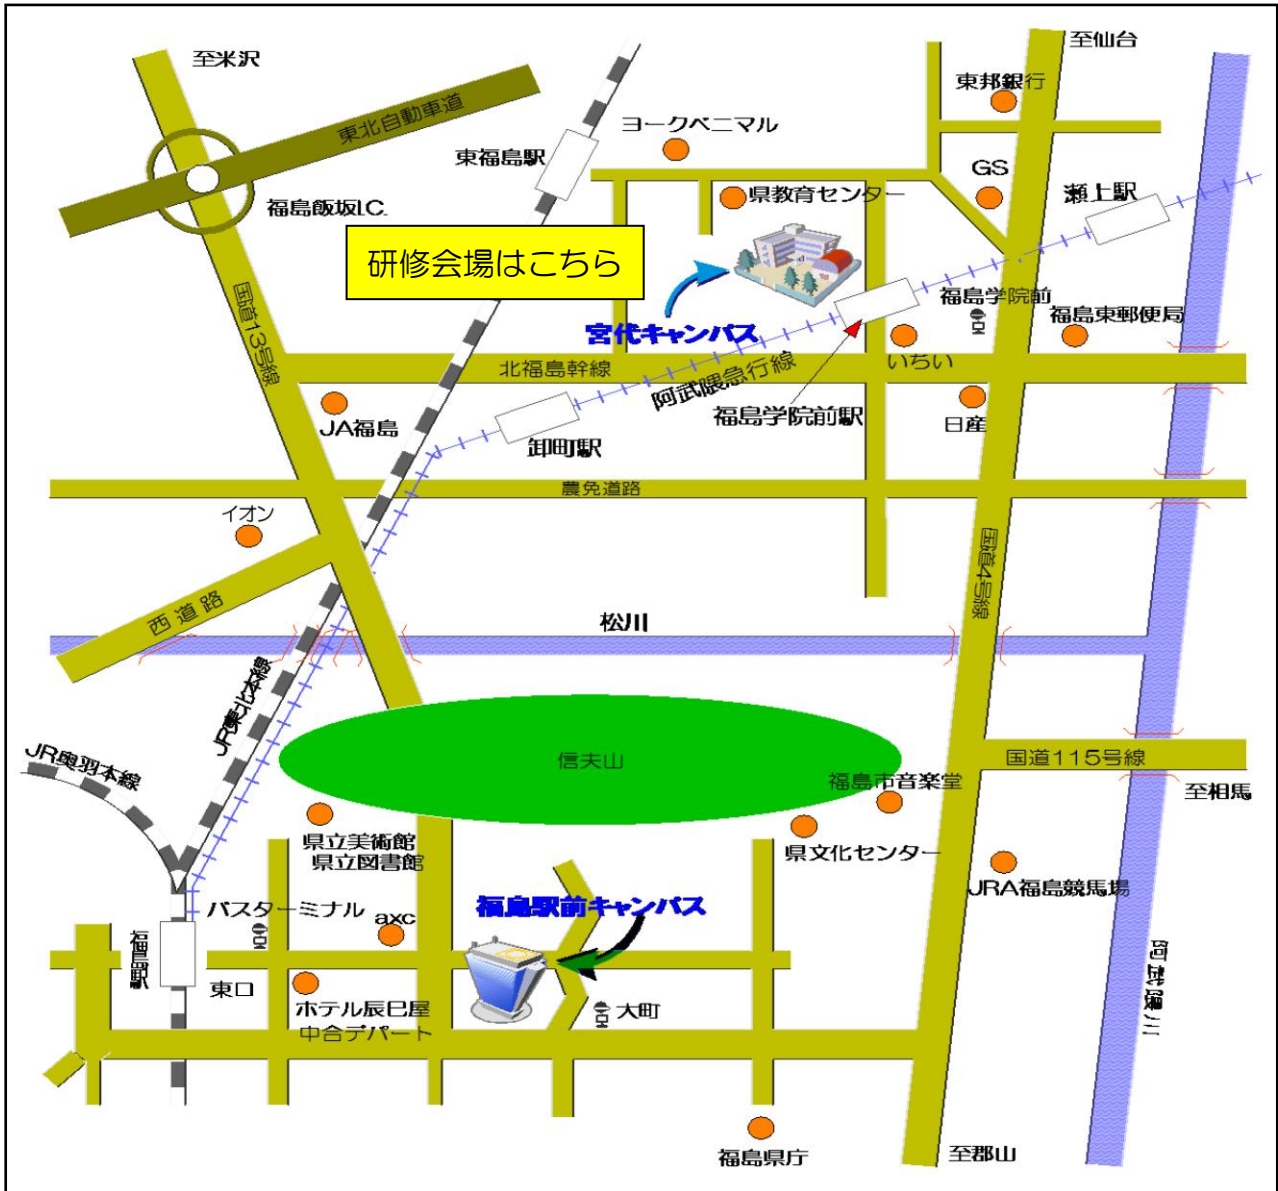 至米沢
至仙台
東邦銀行
東北自動車道
ヨークベニマル
東福島駅
GS
県教育センター
瀬上駅
福島飯坂I.C.
研修会場はこちら
国道13号線
福島学院前
福島東郵便局
宮代キャンパス
いちい
北福島幹線
阿武隈急行線
福島学院前駅
JA福島
日産
卸町駅
農免道路
イオン
国道4号線
西道路
松川
JR東北本線
JR奥羽本線
信夫山
国道115号線
福島市音楽堂
至相馬
県立美術館
県立図書館
県文化センター
JRA福島競馬場
バスターミナル
axc
福島駅前キャンパス
福島駅
東口
ホテル辰巳屋
中合デパート
大町
阿武隈川
福島県庁
至郡山